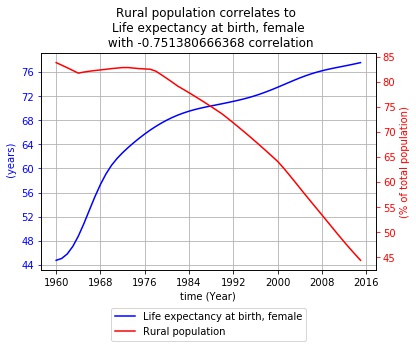 Rural population correlates to
Life expectancy at birth, female
with -0.751380666368 correlation
(years)
76
72
68
64
60
56
52
48
44
85
80
75
70
65
60
55
50
45
(% of total population)
1960 1968 1976 1984 1992 2000 2008 2016
time (Year)
Life expectancy at birth, female
Rural population